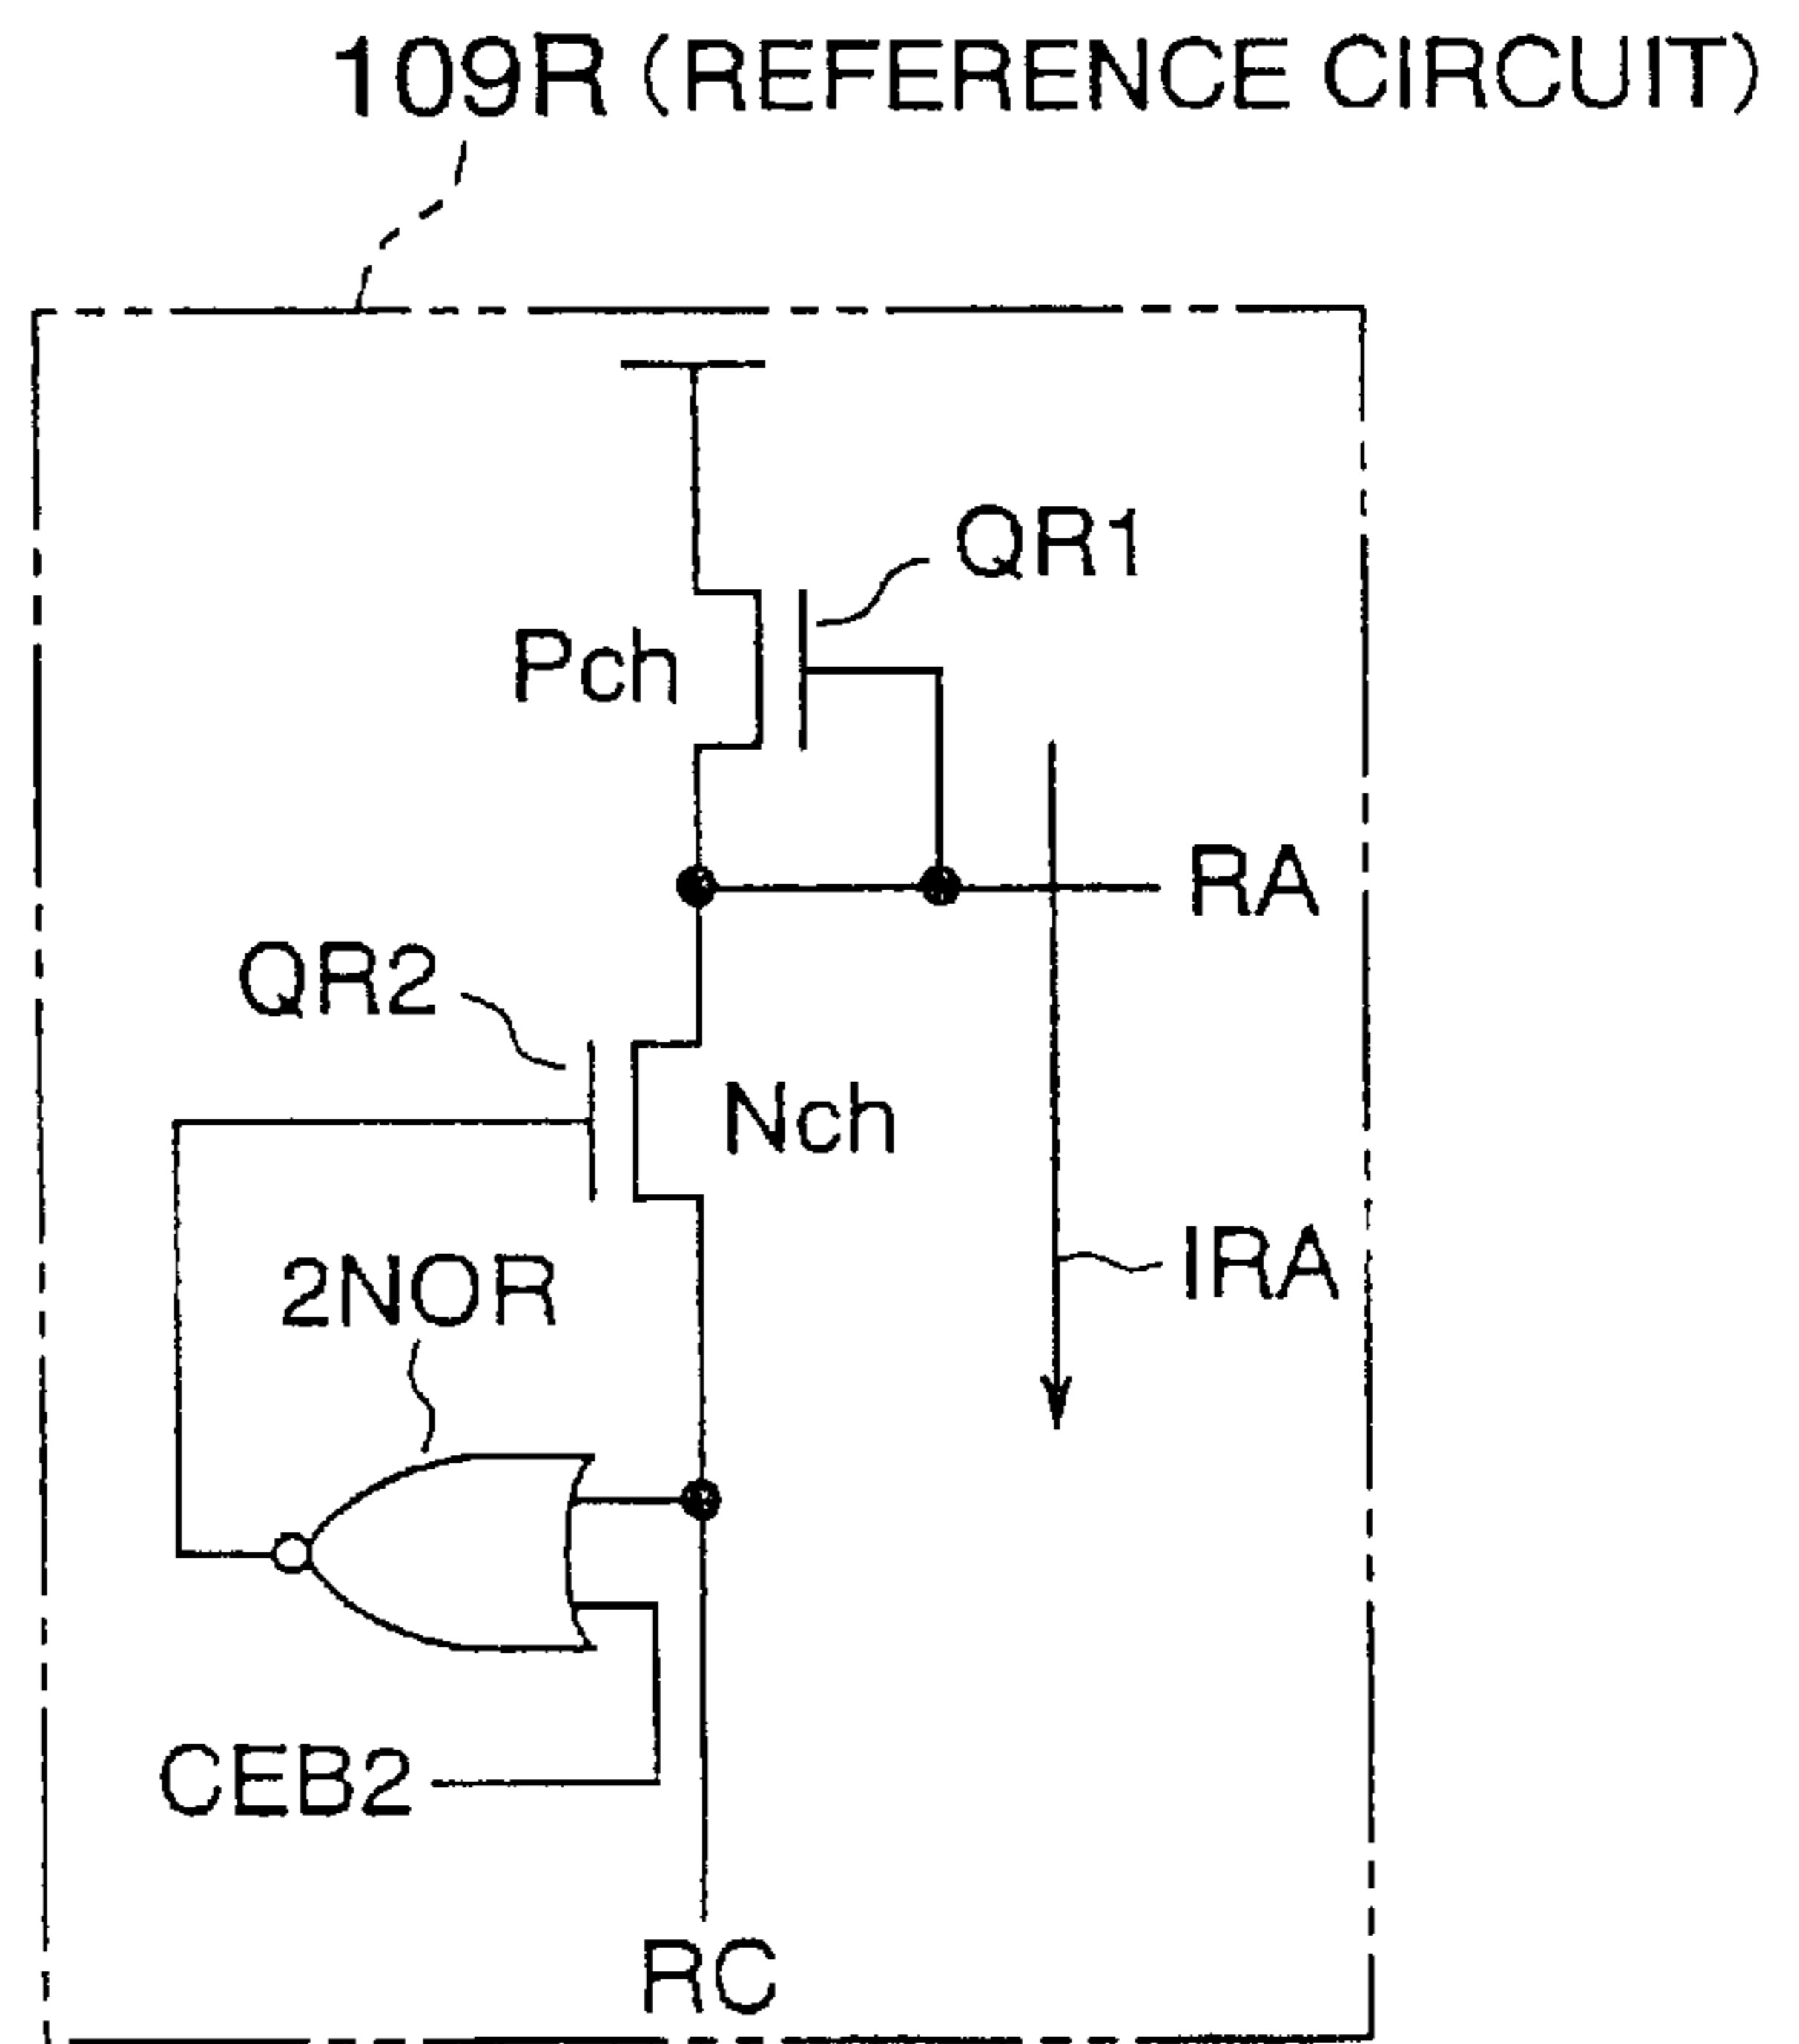 109R (REFERENCE CIRCUIT)
QR1
Pch
RA
QR2
Nch
IRA
2NOR
CEB2
RC